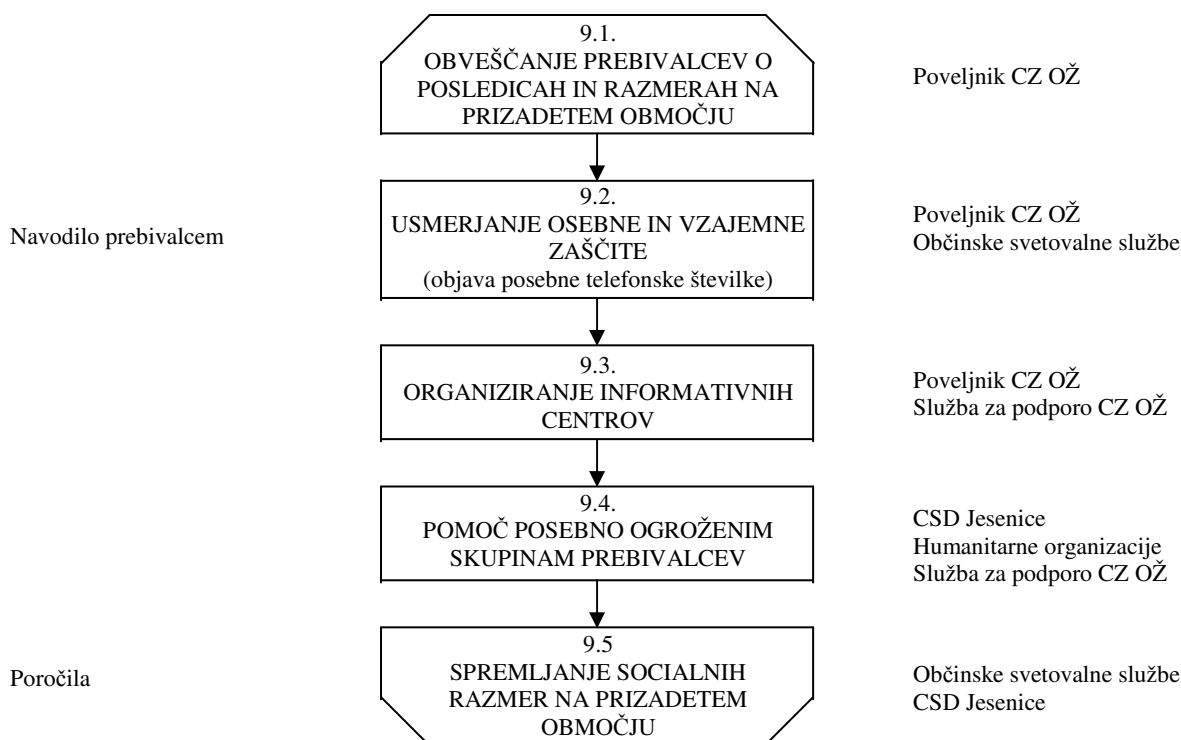 9.1.
OBVEŠČANJE PREBIVALCEV O
POSLEDICAH IN RAZMERAH NA
PRIZADETEM OBMOČJU
Poveljnik CZ OŽ
Navodilo prebivalcem
9.2.
USMERJANJE OSEBNE IN VZAJEMNE
ZAŠČITE
(objava posebne telefonske številke)
Poveljnik CZ OŽ
Občinske svetovalne službe
9.3.
ORGANIZIRANJE INFORMATIVNIH
CENTROV
Poveljnik CZ OŽ
Služba za podporo CZ OŽ
9.4.
POMOČ POSEBNO OGROŽENIM
SKUPINAM PREBIVALCEV
CSD Jesenice
Humanitarne organizacije
Služba za podporo CZ OŽ
Poročila
9.5
SPREMLJANJE SOCIALNIH
RAZMER NA PRIZADETEM
OBMOČJU
Občinske svetovalne službe
CSD Jesenice